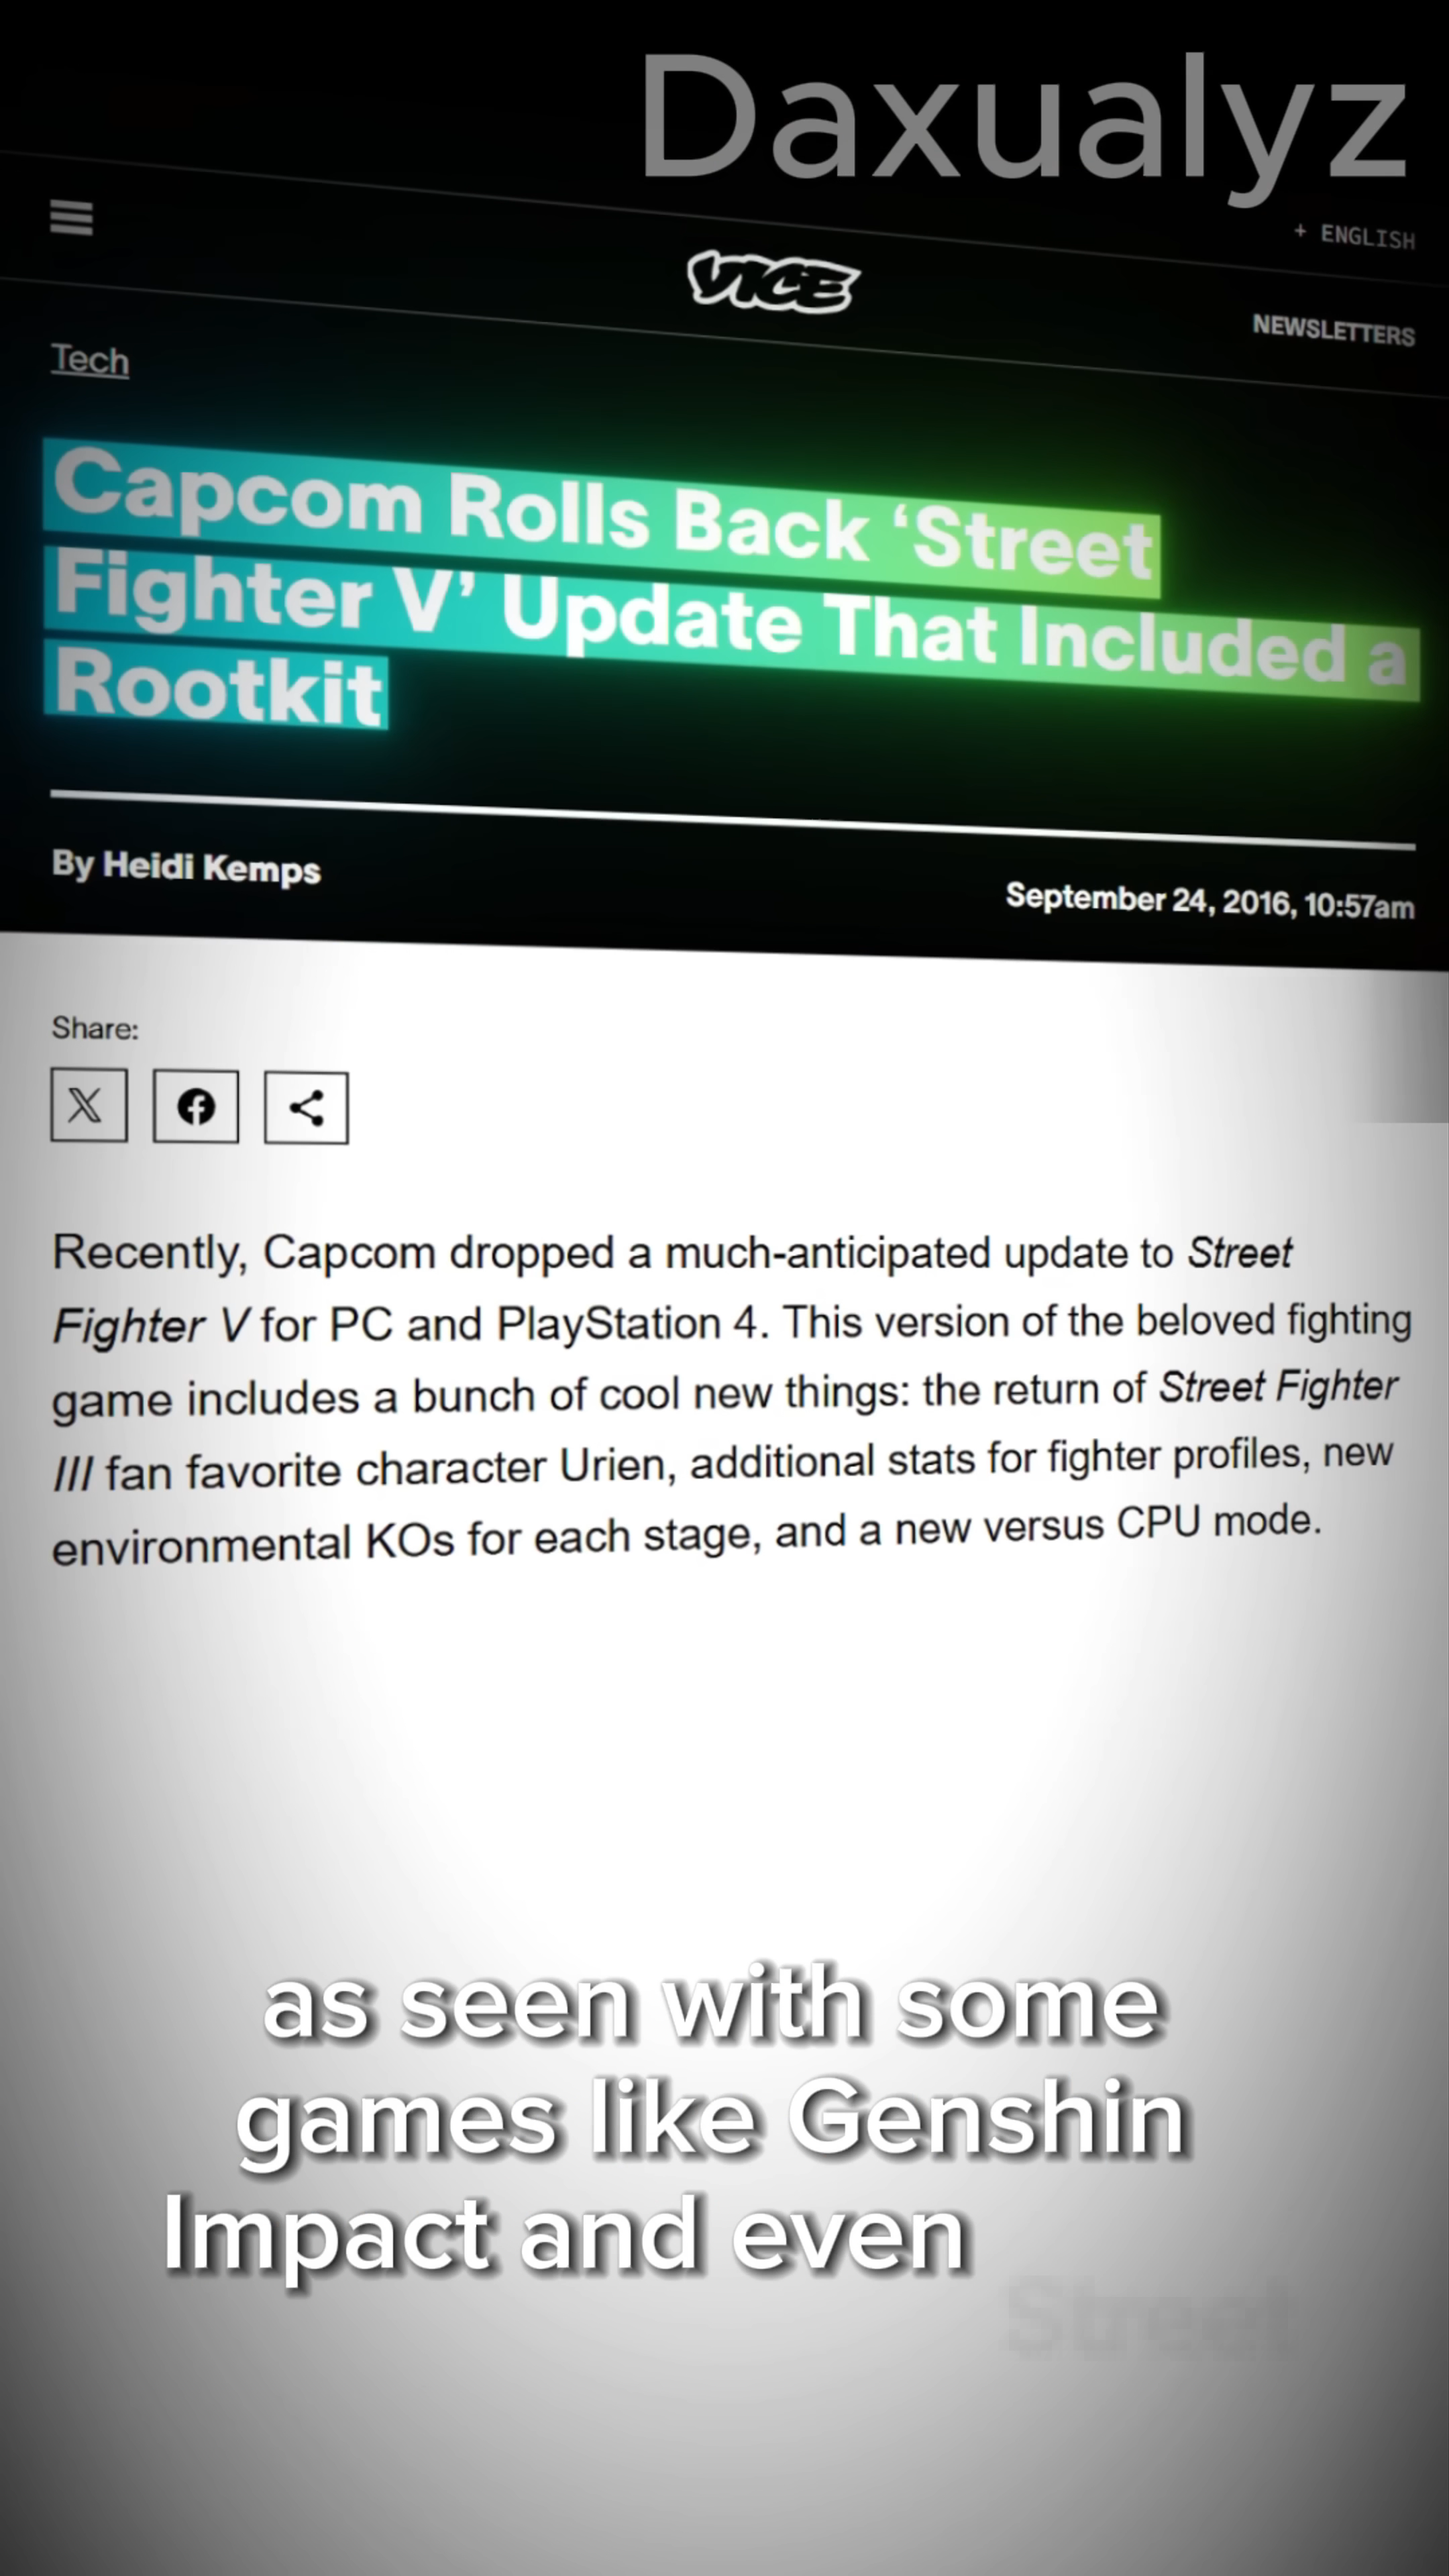 Daxualyz
+ ENGLISH
VICE
NEWSLETTERS
Tech
Capcom Rolls Back ‘Street
Fighter V’ Update That Included a
Rootkit
By Heidi Kemps
September 24, 2016, 10:57am
Share:
Recently, Capcom dropped a much-anticipated update to Street
Fighter V for PC and PlayStation 4. This version of the beloved fighting
game includes a bunch of cool new things: the return of Street Fighter
III fan favorite character Urien, additional stats for fighter profiles, new
environmental KOs for each stage, and a new versus CPU mode.
as seen with some
games like Genshin
Impact and even
Street